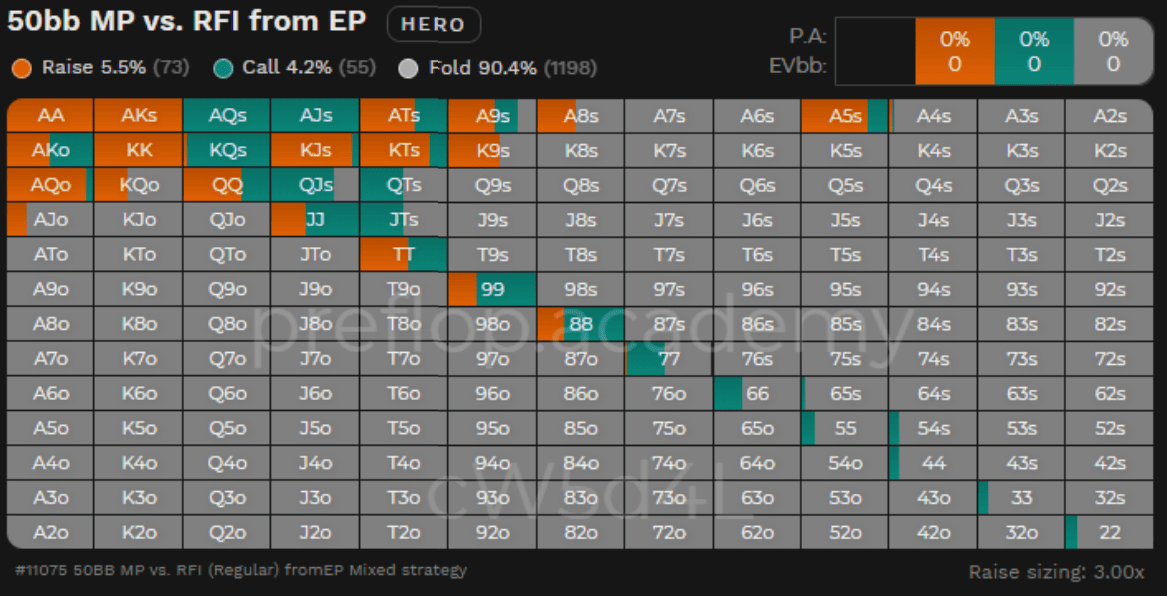 50bb MP vs. RFI from EP HERO
P.A: 0% 0% 0%
EVbb: 0 0 0
Raise 5.5% (73) Call 4.2% (55) Fold 90.4% (1198)
AA AKs AQs AJs ATs A9s A8s A7s A6s A5s A4s A3s A2s
AKo KK KQs KJs KTs K9s K8s K7s K6s K5s K4s K3s K2s
AQo KQo QQ QJs QTs Q9s Q8s Q7s Q6s Q5s Q4s Q3s Q2s
AJo KJo QJo JJ JTs J9s J8s J7s J6s J5s J4s J3s J2s
ATo KTo QTo JTo TT T9s T8s T7s T6s T5s T4s T3s T2s
A9o K9o Q9o J9o T9o 99 98s 97s 96s 95s 94s 93s 92s
A8o K8o Q8o J8o T8o 98o 88 87s 86s 85s 84s 83s 82s
preflop.academy
A7o K7o Q7o J7o T7o 97o 87o 77 76s 75s 74s 73s 72s
A6o K6o Q6o J6o T6o 96o 86o 76o 66 65s 64s 63s 62s
A5o K5o Q5o J5o T5o 95o 85o 75o 65o 55 54s 53s 52s
A4o K4o Q4o J4o T4o 94o 84o 74o 64o 54o 44 43s 42s
cW5d4L
A3o K3o Q3o J3o T3o 93o 83o 73o 63o 53o 43o 33 32s
A2o K2o Q2o J2o T2o 92o 82o 72o 62o 52o 42o 32o 22
#11075 50BB MP vs. RFI (Regular) fromEP Mixed strategy
Raise sizing: 3.00x